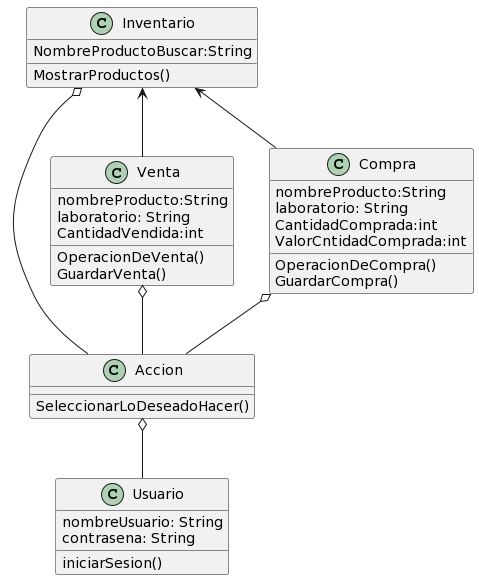 C Inventario
NombreProductoBuscar:String
MostrarProductos()
C Venta
nombreProducto:String
laboratorio: String
CantidadVendida:int
OperacionDeVenta()
GuardarVenta()
C Compra
nombreProducto:String
laboratorio: String
CantidadComprada:int
ValorCntidadComprada:int
OperacionDeCompra()
GuardarCompra()
C Accion
SeleccionarLoDeseadoHacer()
C Usuario
nombreUsuario: String
contrasena: String
iniciarSesion()